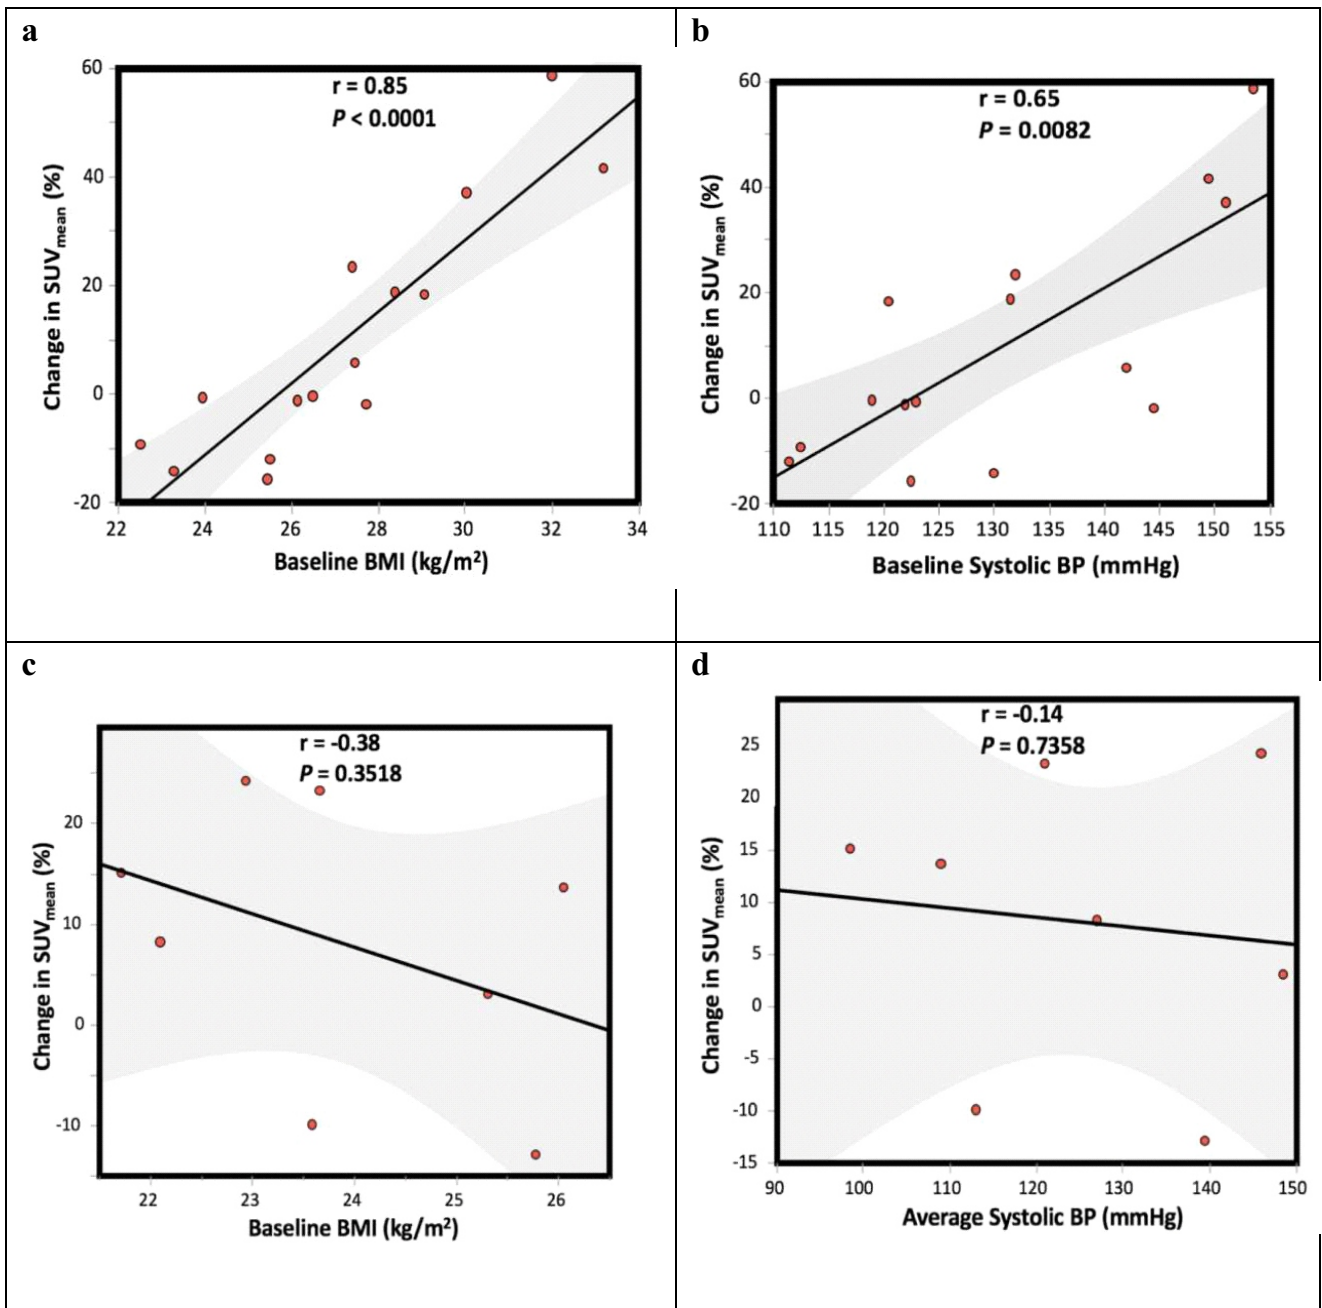 a
r = 0.85
P < 0.0001
60
40
20
0
-20
Change in SUVmean (%)
22 24 26 28 30 32 34
Baseline BMI (kg/m²)
b
r = 0.65
P = 0.0082
60
40
20
0
-20
Change in SUVmean (%)
110 115 120 125 130 135 140 145 150 155
Baseline Systolic BP (mmHg)
c
r = -0.38
P = 0.3518
20
10
0
-10
Change in SUVmean (%)
22 23 24 25 26
Baseline BMI (kg/m²)
d
r = -0.14
P = 0.7358
25
20
15
10
5
0
-5
-10
-15
Change in SUVmean (%)
90 100 110 120 130 140 150
Average Systolic BP (mmHg)